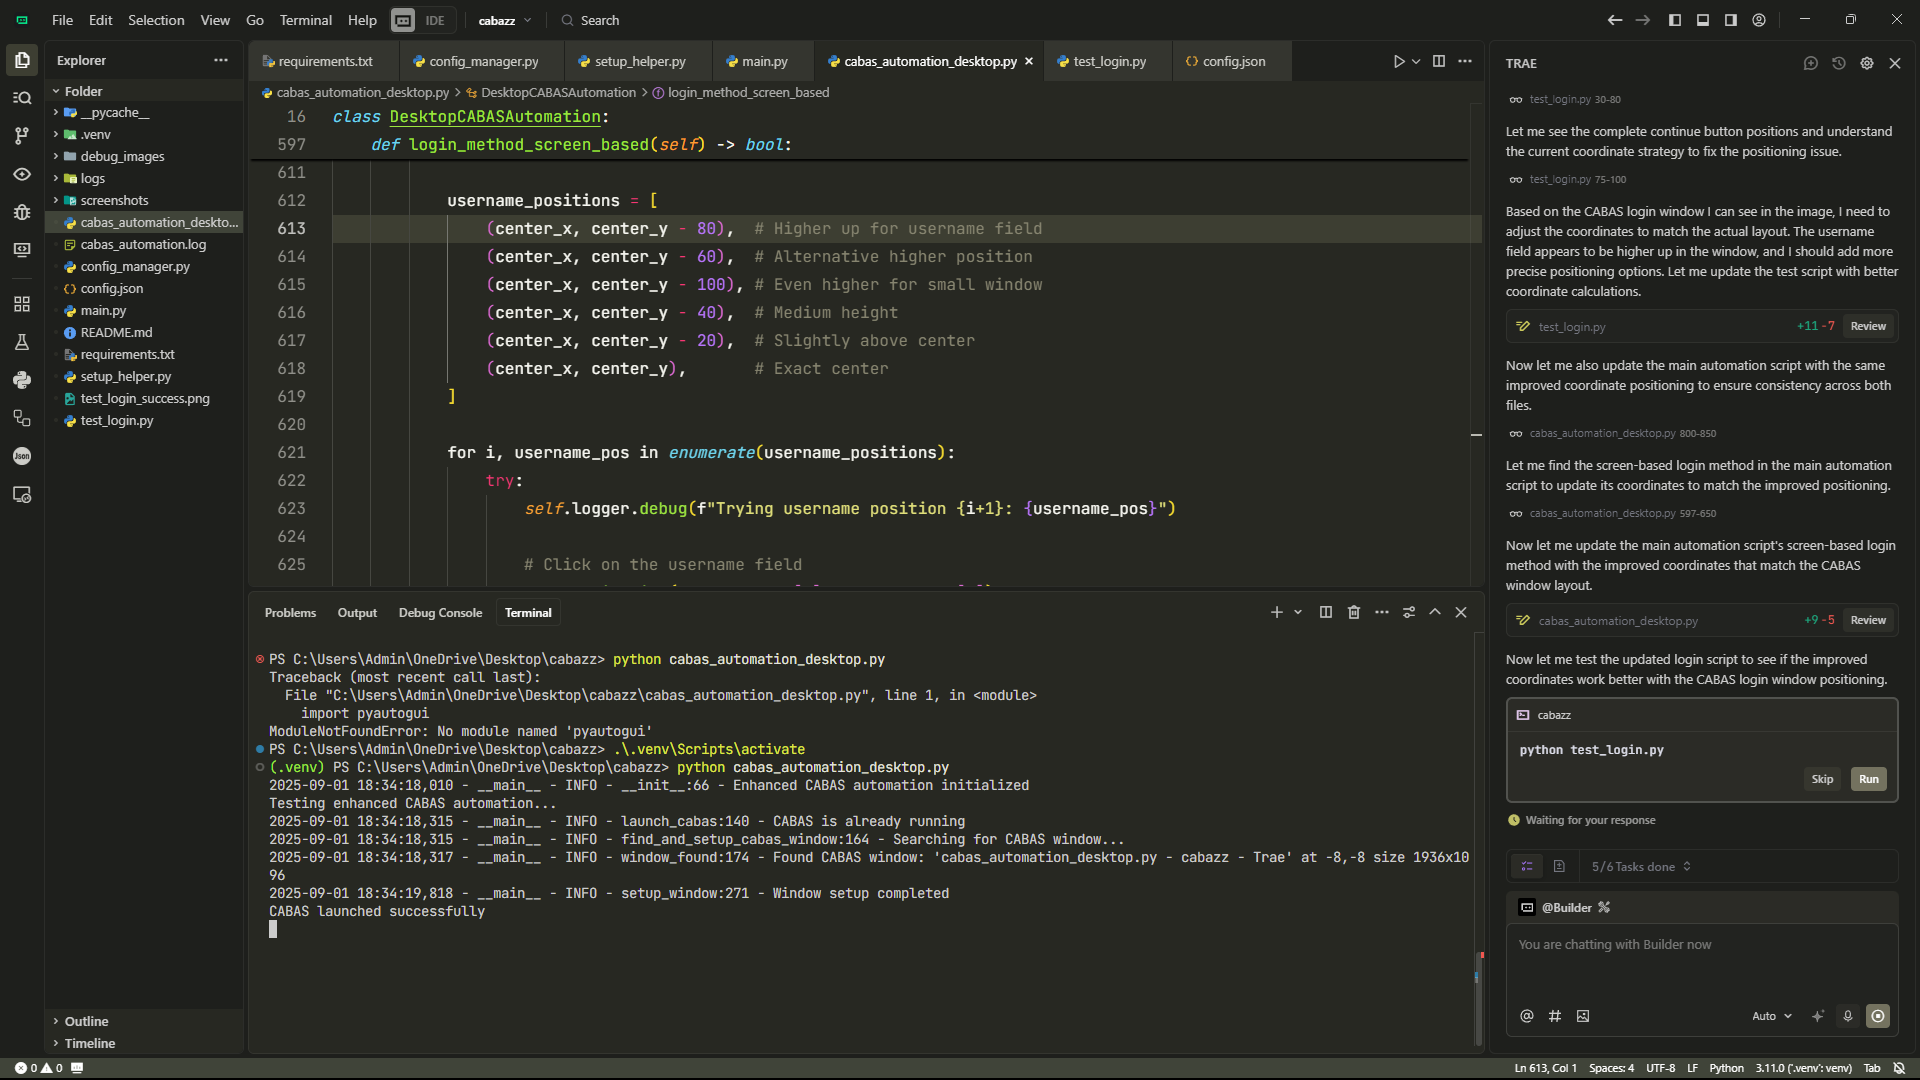 File Edit Selection View Go Terminal Help IDE cabazz Search
Explorer
Folder
__pycache__
.venv
debug_images
logs
screenshots
cabas_automation_deskto...
cabas_automation.log
config_manager.py
config.json
main.py
README.md
requirements.txt
setup_helper.py
test_login_success.png
test_login.py
Outline
Timeline
requirements.txt config_manager.py setup_helper.py main.py cabas_automation_desktop.py test_login.py config.json
cabas_automation_desktop.py > DesktopCABASAutomation > login_method_screen_based
16 class DesktopCABASAutomation:
597 def login_method_screen_based(self) -> bool:
611
612 username_positions = [
613 (center_x, center_y - 80), # Higher up for username field
614 (center_x, center_y - 60), # Alternative higher position
615 (center_x, center_y - 100), # Even higher for small window
616 (center_x, center_y - 40), # Medium height
617 (center_x, center_y - 20), # Slightly above center
618 (center_x, center_y), # Exact center
619 ]
620
621 for i, username_pos in enumerate(username_positions):
622 try:
623 self.logger.debug(f"Trying username position {i+1}: {username_pos}")
624
625 # Click on the username field
Problems Output Debug Console Terminal
PS C:\Users\Admin\OneDrive\Desktop\cabazz> python cabas_automation_desktop.py
Traceback (most recent call last):
File "C:\Users\Admin\OneDrive\Desktop\cabazz\cabas_automation_desktop.py", line 1, in <module>
import pyautogui
ModuleNotFoundError: No module named 'pyautogui'
PS C:\Users\Admin\OneDrive\Desktop\cabazz> .\.venv\Scripts\activate
(.venv) PS C:\Users\Admin\OneDrive\Desktop\cabazz> python cabas_automation_desktop.py
2025-09-01 18:34:18,010 - __main__ - INFO - __init__:66 - Enhanced CABAS automation initialized
Testing enhanced CABAS automation...
2025-09-01 18:34:18,315 - __main__ - INFO - launch_cabas:140 - CABAS is already running
2025-09-01 18:34:18,315 - __main__ - INFO - find_and_setup_cabas_window:164 - Searching for CABAS window...
2025-09-01 18:34:18,317 - __main__ - INFO - window_found:174 - Found CABAS window: 'cabas_automation_desktop.py - cabazz - Trae' at -8,-8 size 1936x10
96
2025-09-01 18:34:19,818 - __main__ - INFO - setup_window:271 - Window setup completed
CABAS launched successfully
TRAE
test_login.py 30-80
Let me see the complete continue button positions and understand
the current coordinate strategy to fix the positioning issue.
test_login.py 75-100
Based on the CABAS login window I can see in the image, I need to
adjust the coordinates to match the actual layout. The username
field appears to be higher up in the window, and I should add more
precise positioning options. Let me update the test script with better
coordinate calculations.
test_login.py +11 -7 Review
Now let me also update the main automation script with the same
improved coordinate positioning to ensure consistency across both
files.
cabas_automation_desktop.py 800-850
Let me find the screen-based login method in the main automation
script to update its coordinates to match the improved positioning.
cabas_automation_desktop.py 597-650
Now let me update the main automation script's screen-based login
method with the improved coordinates that match the CABAS
window layout.
cabas_automation_desktop.py +9 -5 Review
Now let me test the updated login script to see if the improved
coordinates work better with the CABAS login window positioning.
cabazz
python test_login.py
Skip Run
Waiting for your response
5/6 Tasks done
@Builder
You are chatting with Builder now
Auto
0 0 Ln 613, Col 1 Spaces: 4 UTF-8 LF Python 3.11.0 ('.venv': venv) Tab